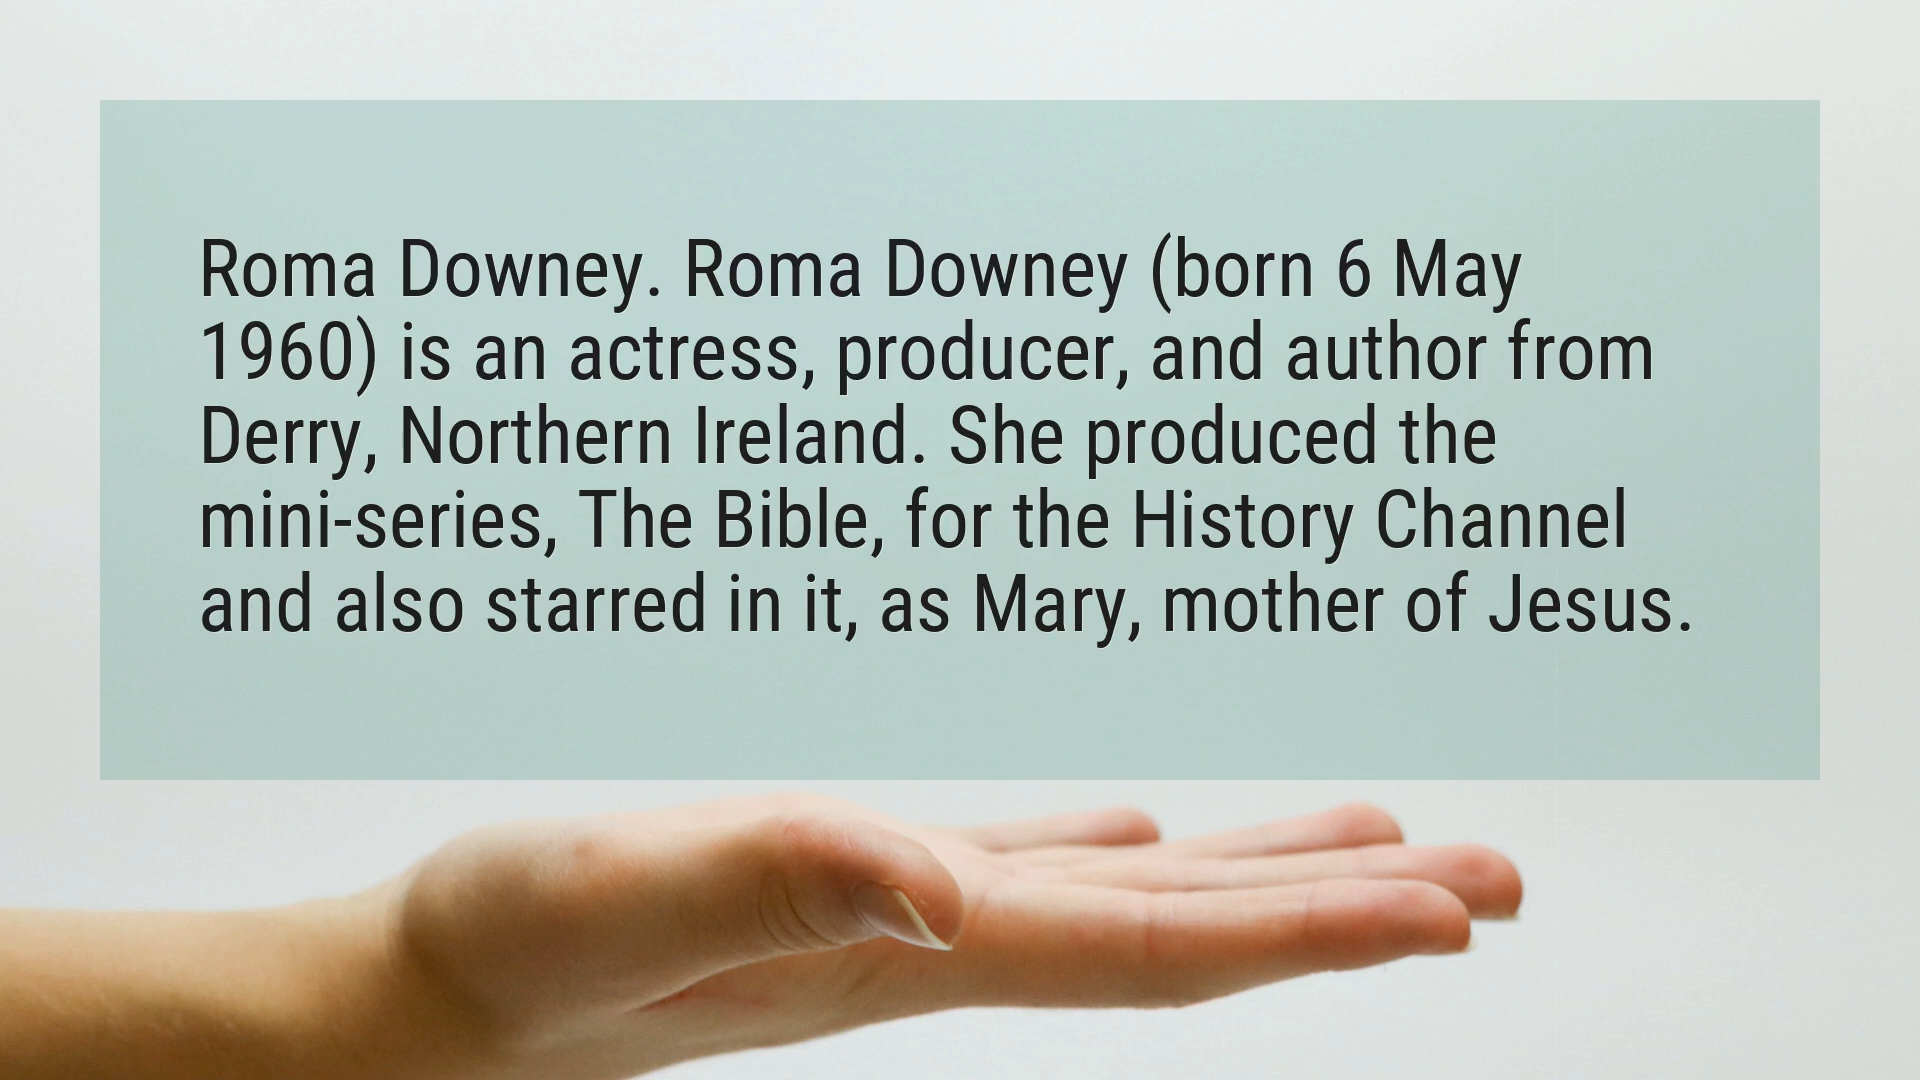 Roma Downey. Roma Downey (born 6 May
1960) is an actress, producer, and author from
Derry, Northern Ireland. She produced the
mini-series, The Bible, for the History Channel
and also starred in it, as Mary, mother of Jesus.